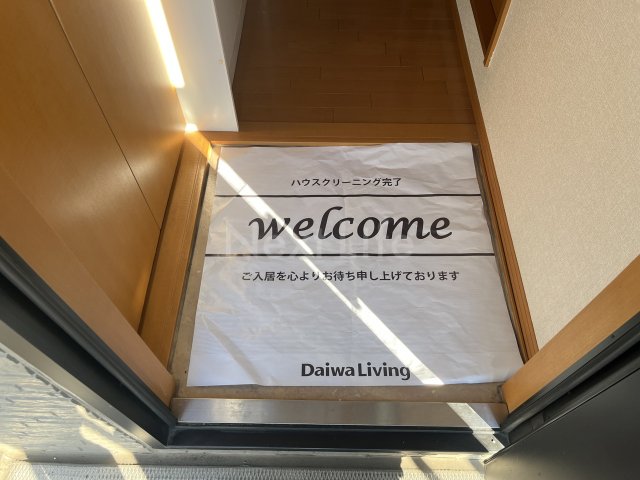 ハウスクリーニング完了
welcome
ご入居を心よりお待ち申し上げております
Daiwa Living